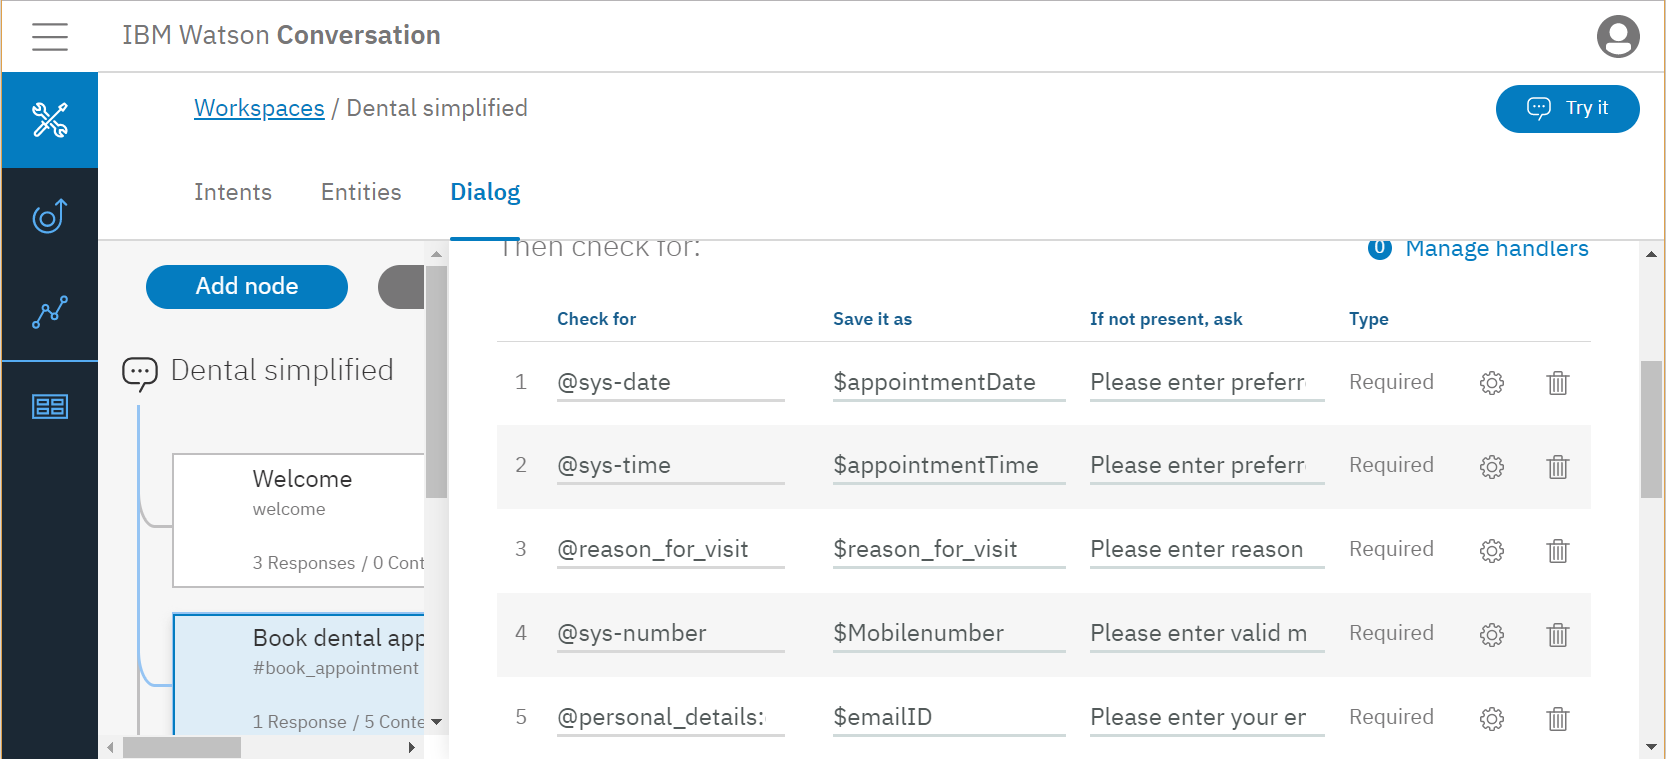 IBM Watson Conversation
Workspaces / Dental simplified
Try it
Intents Entities Dialog
Add node
Dental simplified
Welcome
welcome
3 Responses / 0 Cont
Book dental app
#book_appointment
1 Response / 5 Conte
Then check for:
0 Manage handlers
Check for Save it as If not present, ask Type
1 @sys-date $appointmentDate Please enter preferr Required
2 @sys-time $appointmentTime Please enter preferr Required
3 @reason_for_visit $reason_for_visit Please enter reason Required
4 @sys-number $Mobilenumber Please enter valid m Required
5 @personal_details: $emailID Please enter your er Required